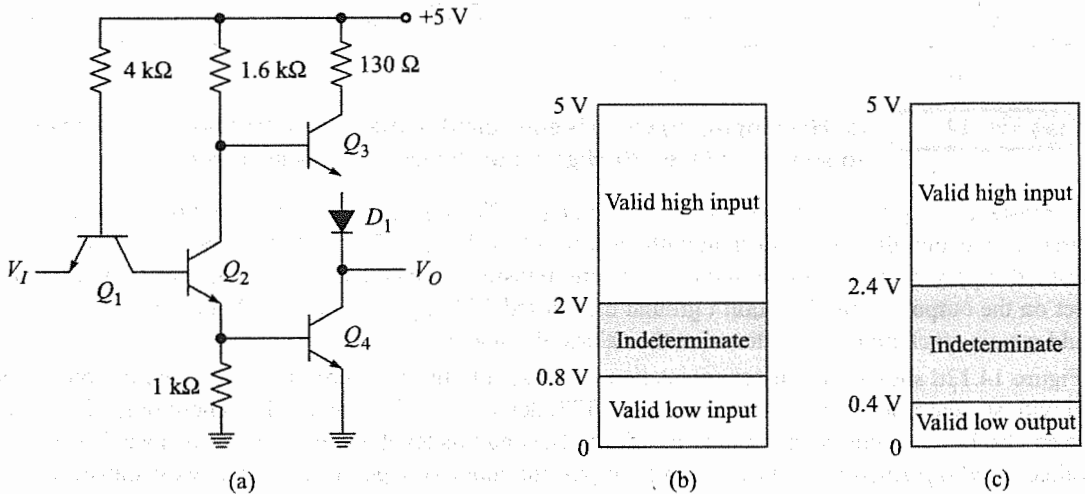 +5 V
4 kΩ
1.6 kΩ
130 Ω
Q3
D1
VI
Q1
Q2
VO
Q4
1 kΩ
(a)
5 V
Valid high input
2 V
Indeterminate
0.8 V
Valid low input
0
(b)
5 V
Valid high input
2.4 V
Indeterminate
0.4 V
Valid low output
0
(c)